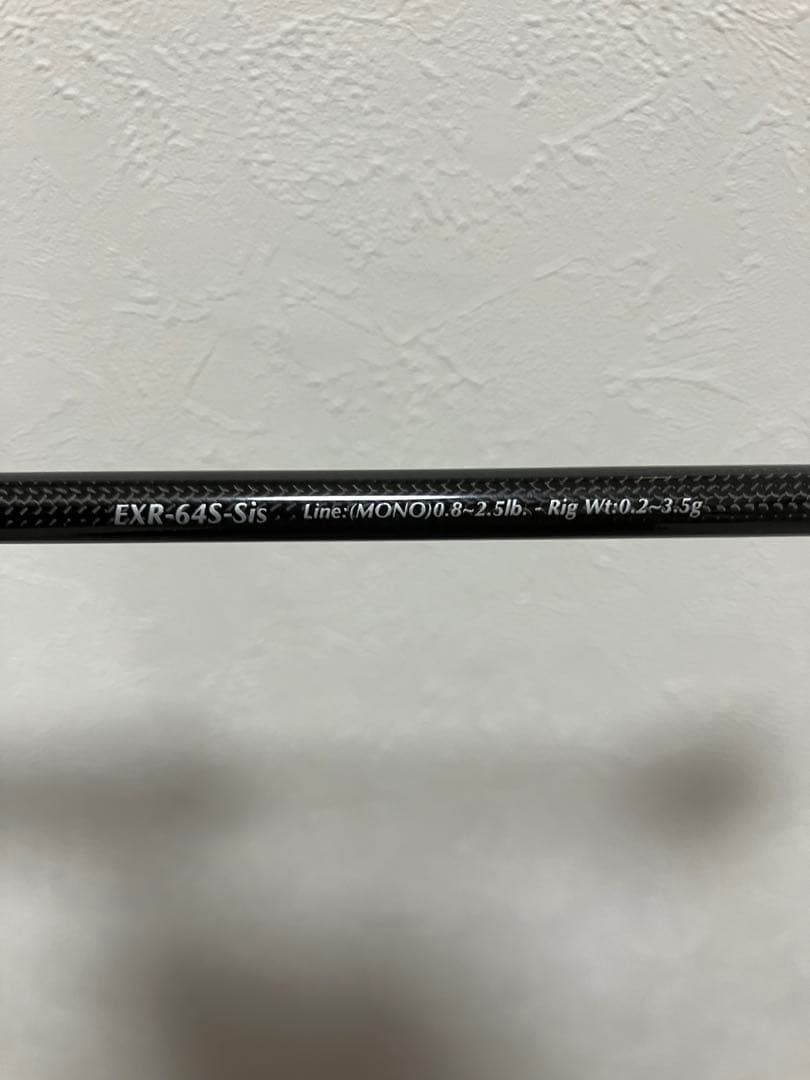 EXR-64S-Sis Line:(MONO)0.8~2.5lb. - Rig Wt:0.2~3.5g